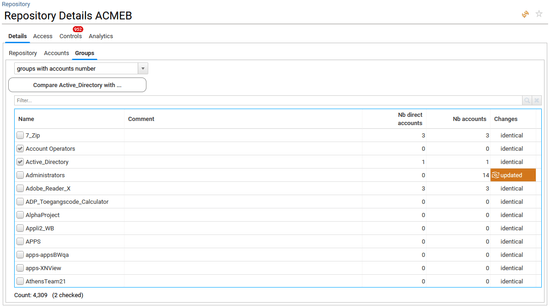 Repository
Repository Details ACMEB
Details Access Controls 952 Analytics
Repository Accounts Groups
groups with accounts number
Compare Active_Directory with ...
Filter...
Name Comment Nb direct accounts Nb accounts Changes
7_Zip 3 3 identical
Account Operators 0 0 identical
Active_Directory 1 1 identical
Administrators 0 14 updated
Adobe_Reader_X 3 3 identical
ADP_Toegangscode_Calculator 0 0 identical
AlphaProject 0 0 identical
Appli2_WB 0 0 identical
APPS 0 0 identical
apps-appsBWqa 0 0 identical
apps-XNView 0 0 identical
AthensTeam21 0 0 identical
Count: 4,309 (2 checked)